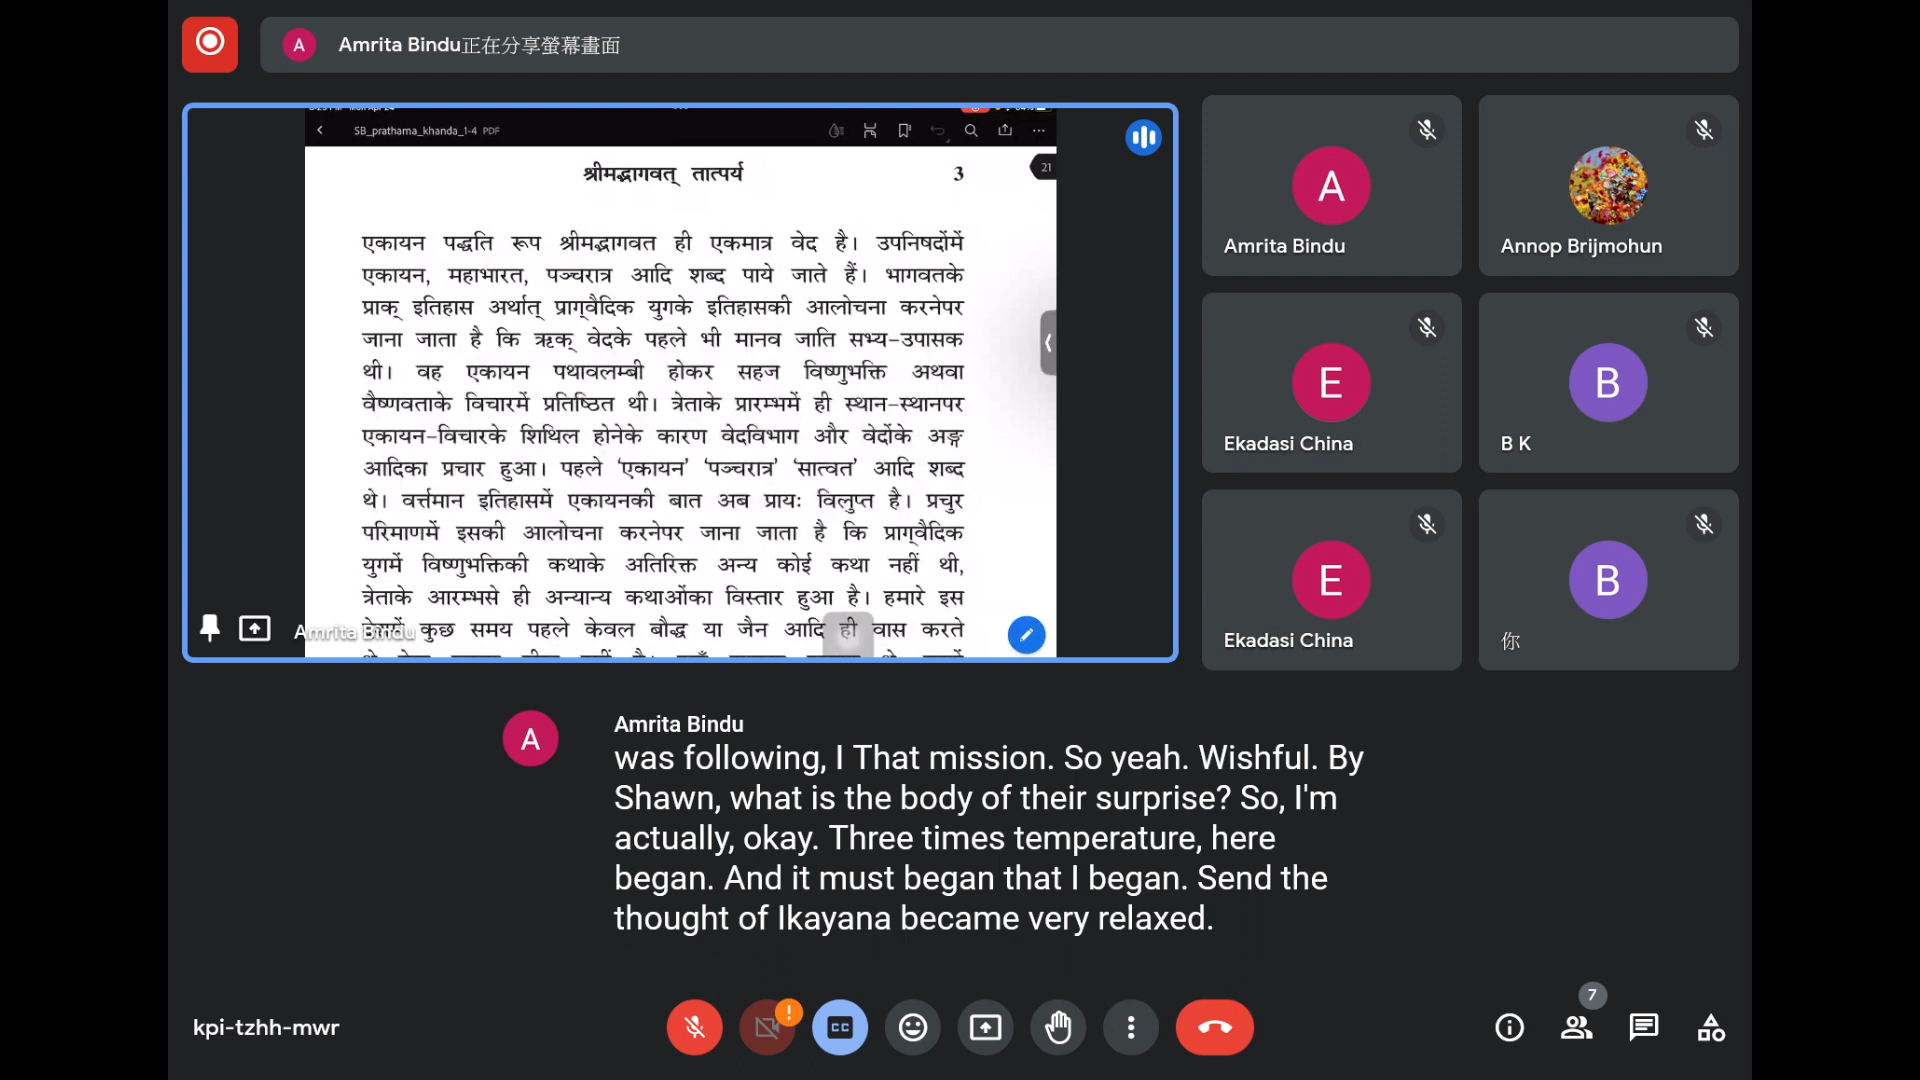 A Amrita Bindu正在分享螢幕畫面
SB_prathama_khanda_1-4 PDF
श्रीमद्भागवत् तात्पर्य 3
21
एकायन पद्धति रूप श्रीमद्भागवत ही एकमात्र वेद है। उपनिषदोंमें
एकायन, महाभारत, पञ्चरात्र आदि शब्द पाये जाते हैं। भागवतके
प्राक् इतिहास अर्थात् प्राग्वैदिक युगके इतिहासकी आलोचना करनेपर
जाना जाता है कि ऋक् वेदके पहले भी मानव जाति सभ्य-उपासक
थी। वह एकायन पथावलम्बी होकर सहज विष्णुभक्ति अथवा
वैष्णवताके विचारमें प्रतिष्ठित थी। त्रेताके प्रारम्भमें ही स्थान-स्थानपर
एकायन-विचारके शिथिल होनेके कारण वेदविभाग और वेदोंके अङ्ग
आदिका प्रचार हुआ। पहले ‘एकायन’ ‘पञ्चरात्र’ ‘सात्वत’ आदि शब्द
थे। वर्त्तमान इतिहासमें एकायनकी बात अब प्रायः विलुप्त है। प्रचुर
परिमाणमें इसकी आलोचना करनेपर जाना जाता है कि प्राग्वैदिक
युगमें विष्णुभक्तिकी कथाके अतिरिक्त अन्य कोई कथा नहीं थी,
त्रेताके आरम्भसे ही अन्यान्य कथाओंका विस्तार हुआ है। हमारे इस
कुछ समय पहले केवल बौद्ध या जैन आदि ही वास करते
Amrita Bindu
A
Amrita Bindu
Annop Brijmohun
E
Ekadasi China
B
B K
E
Ekadasi China
B
你
A
Amrita Bindu
was following, I That mission. So yeah. Wishful. By
Shawn, what is the body of their surprise? So, I'm
actually, okay. Three times temperature, here
began. And it must began that I began. Send the
thought of Ikayana became very relaxed.
kpi-tzhh-mwr
CC
7